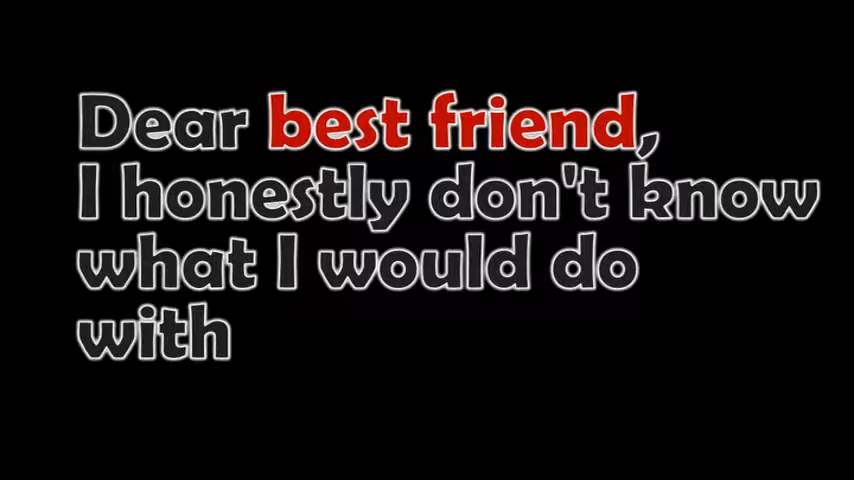 Dear best friend,
I honestly don't know
what I would do
with